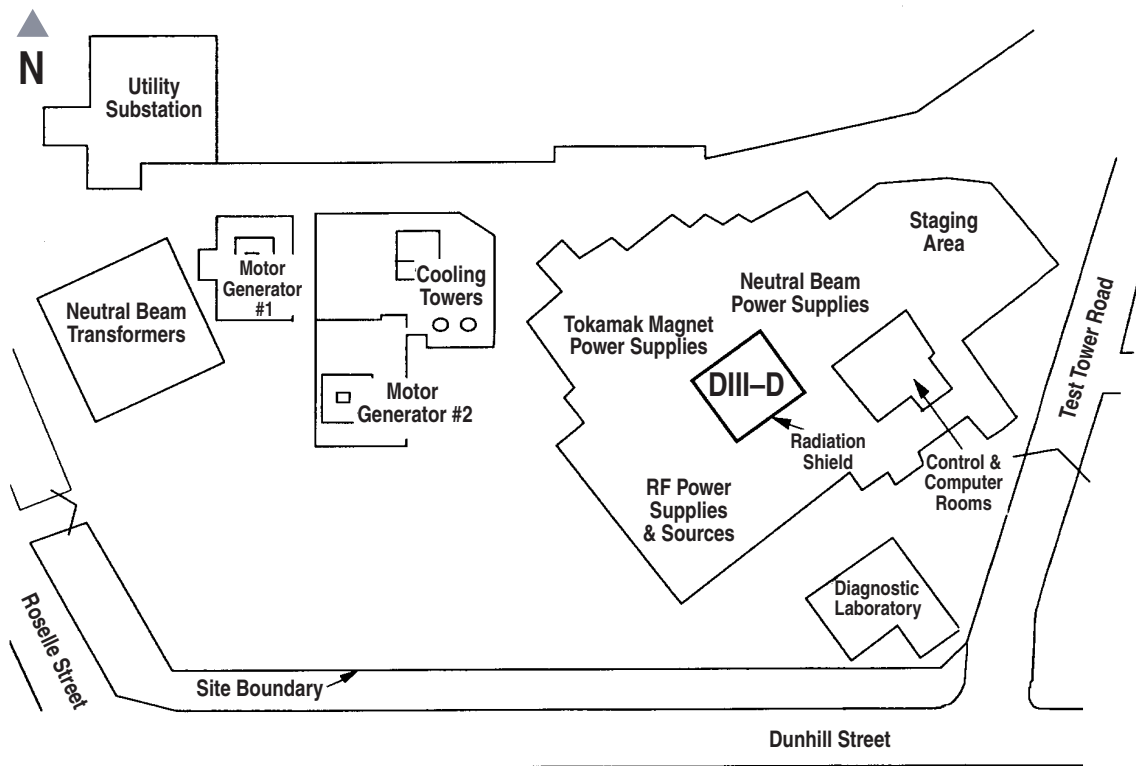 N
Utility
Substation
Staging
Area
Motor
Generator
#1
Cooling
Towers
Neutral Beam
Power Supplies
Neutral Beam
Transformers
Tokamak Magnet
Power Supplies
Test Tower Road
DIII–D
Motor
Generator #2
Radiation
Shield
Control &
Computer
Rooms
RF Power
Supplies
& Sources
Diagnostic
Laboratory
Roselle Street
Site Boundary
Dunhill Street